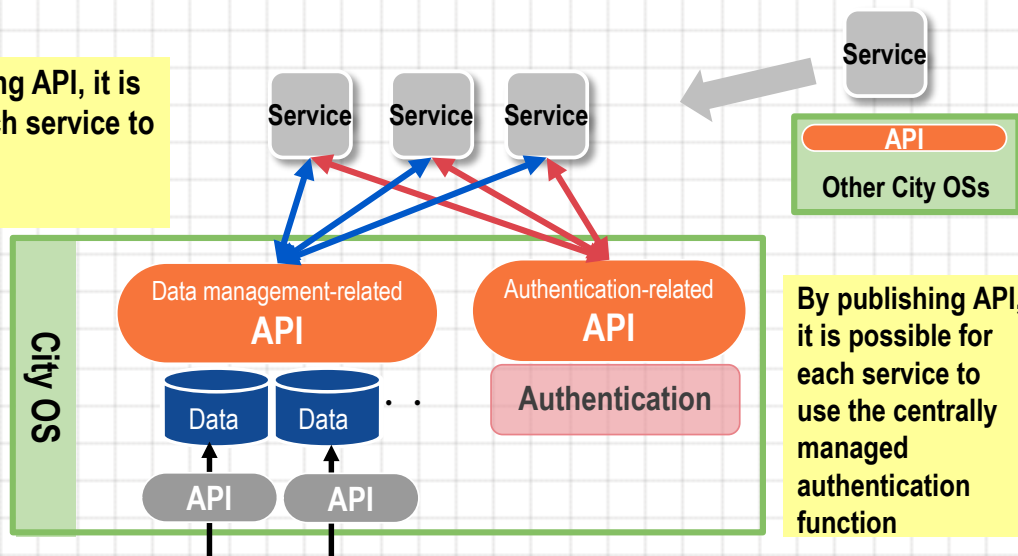 Service
API
Other City OSs
ng API, it is
ch service to
Service
Service
Service
City OS
Data management-related
API
Authentication-related
API
Data
Data
. .
Authentication
API
API
By publishing API,
it is possible for
each service to
use the centrally
managed
authentication
function